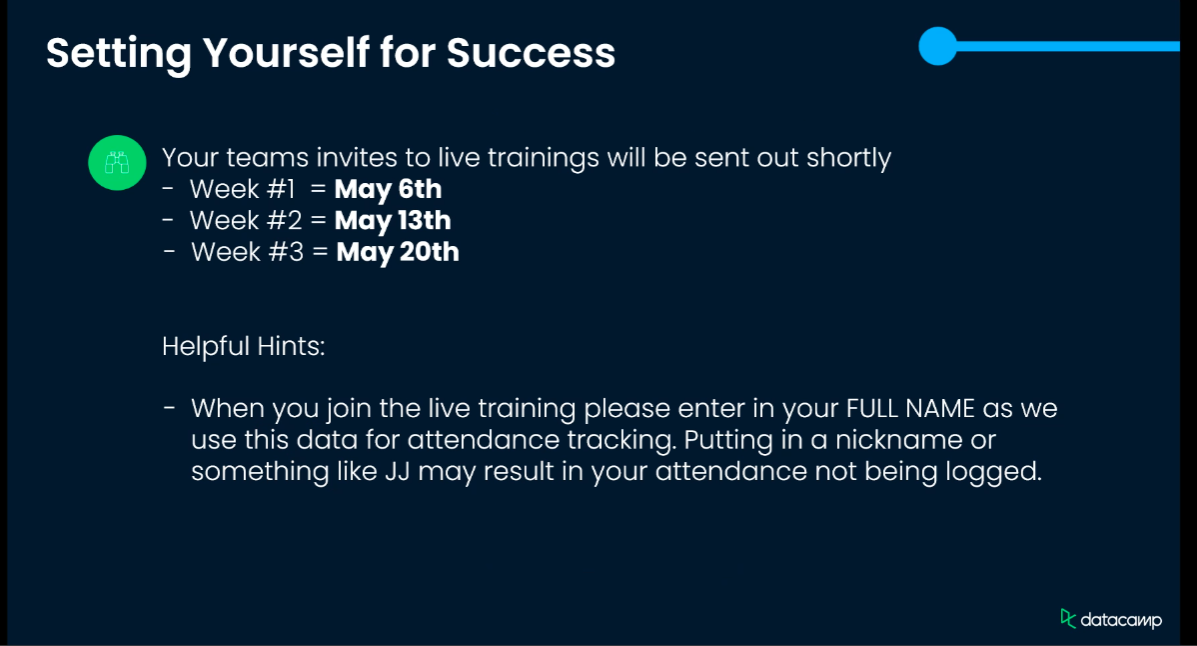 Setting Yourself for Success
Your teams invites to live trainings will be sent out shortly
- Week #1 = May 6th
- Week #2 = May 13th
- Week #3 = May 20th
Helpful Hints:
- When you join the live training please enter in your FULL NAME as we
use this data for attendance tracking. Putting in a nickname or
something like JJ may result in your attendance not being logged.
datacamp